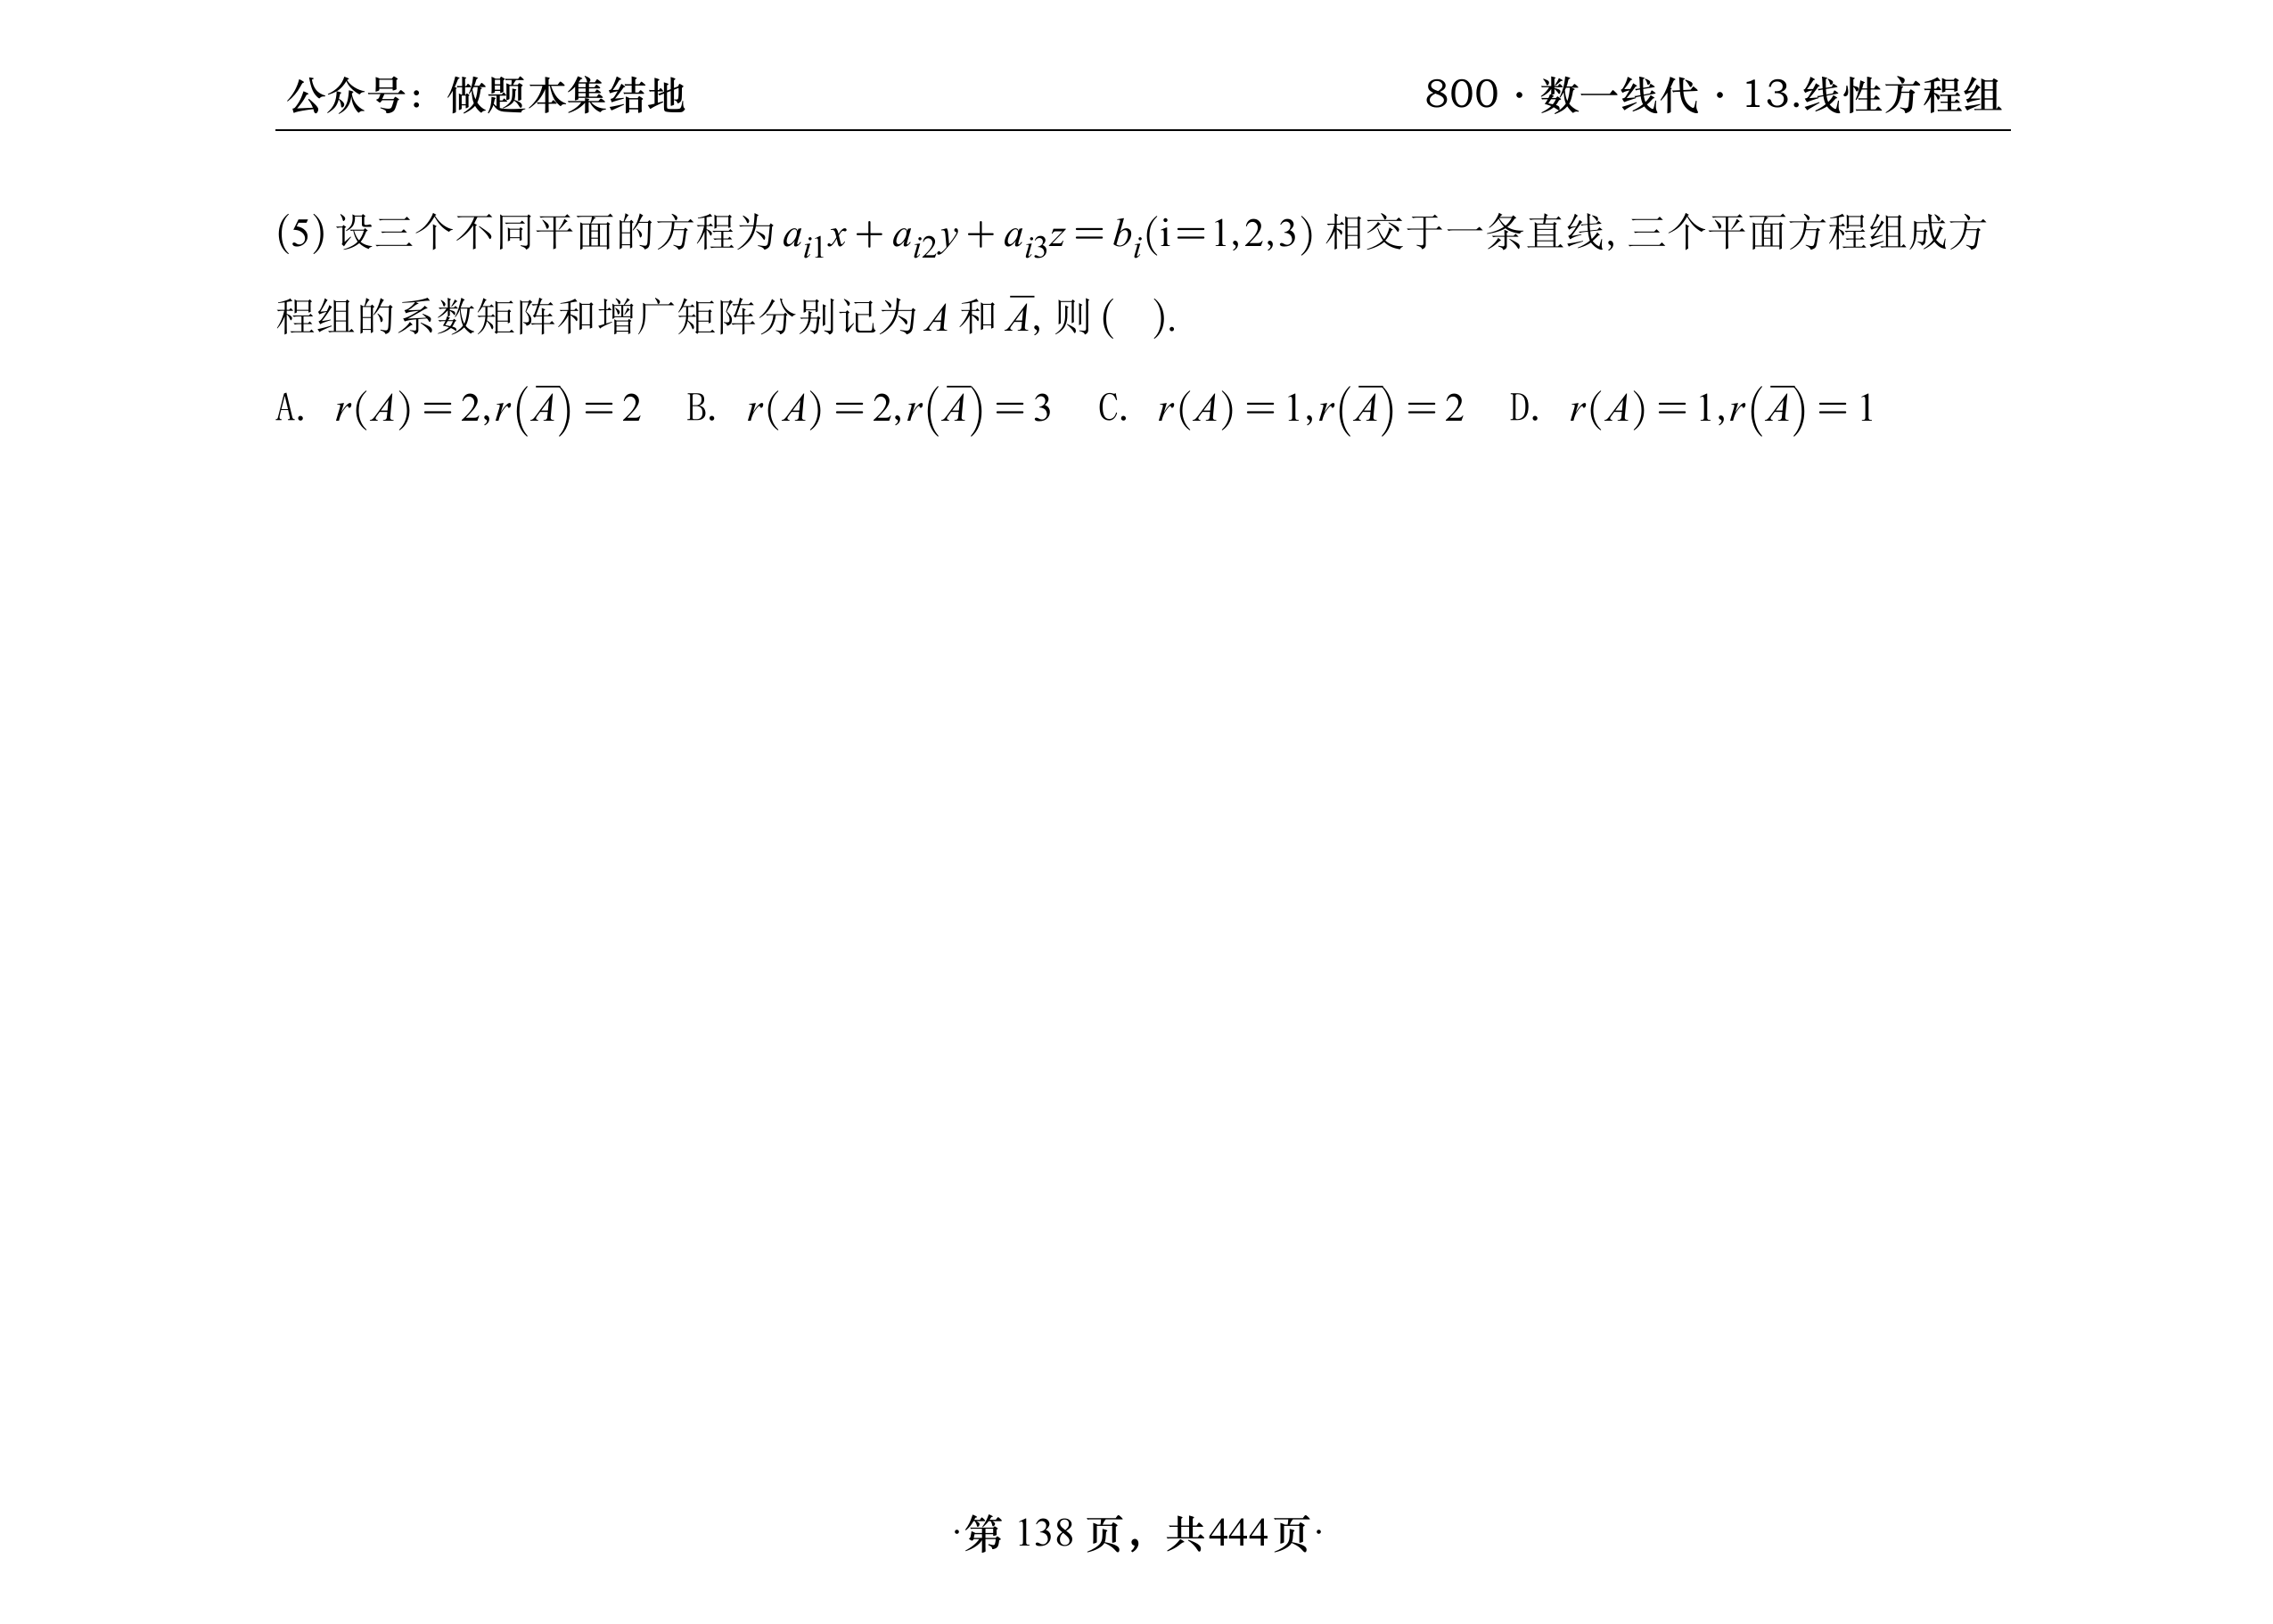 公众号：做题本集结地
800·数一线代·13.线性方程组
(5) 设三个不同平面的方程为 $a_{i1}x+a_{i2}y+a_{i3}z=b_i$(i=1,2,3) 相交于一条直线, 三个平面方程组成方
程组的系数矩阵和增广矩阵分别记为 $A$ 和 $\overline{A}$, 则 (   ).
A. $r(A)=2,r(\overline{A})=2$ B. $r(A)=2,r(\overline{A})=3$ C. $r(A)=1,r(\overline{A})=2$ D. $r(A)=1,r(\overline{A})=1$
·第 138 页，共444页·